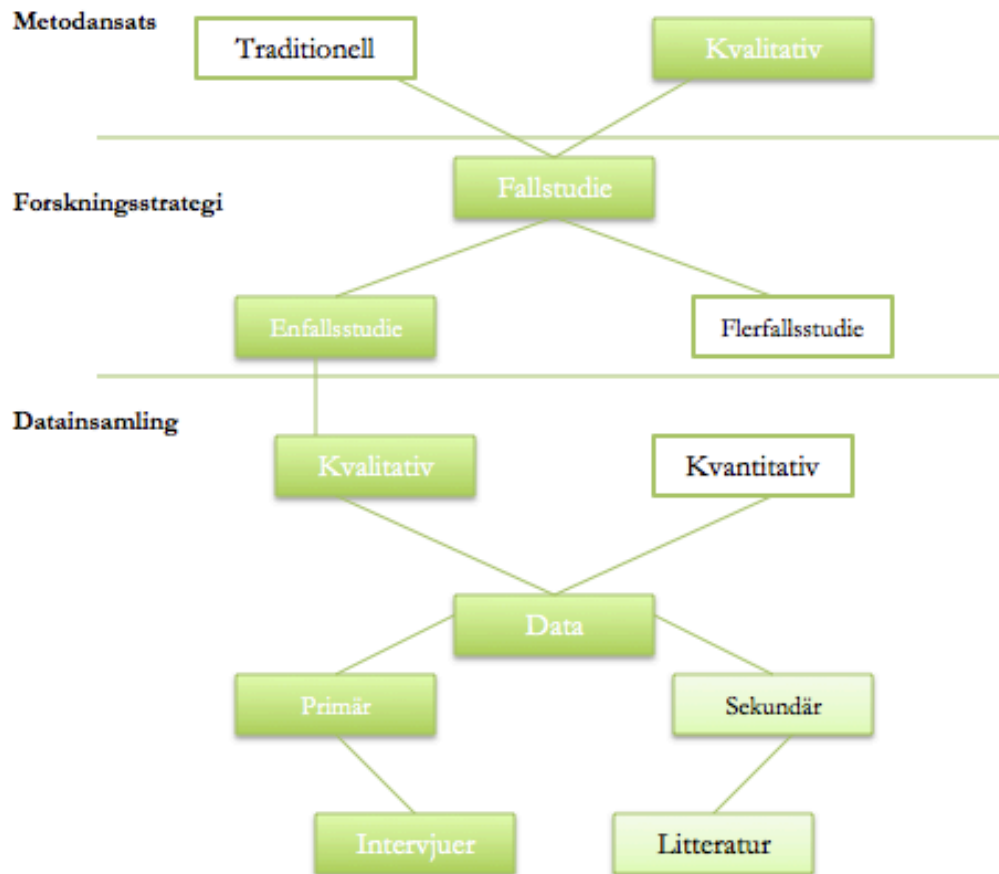 Metodansats
Traditionell
Kvalitativ
Fallstudie
Forskningsstrategi
Enfallsstudie
Flerfallsstudie
Datainsamling
Kvalitativ
Kvantitativ
Data
Primär
Sekundär
Intervjuer
Litteratur